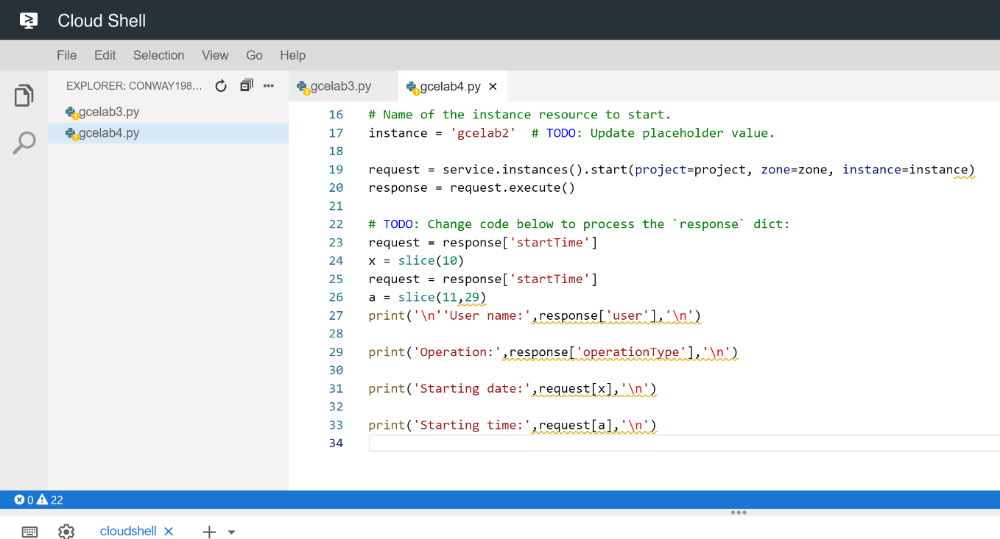 Cloud Shell
File Edit Selection View Go Help
EXPLORER: CONWAY198...
gcelab3.py
gcelab4.py
gcelab3.py gcelab4.py
16 # Name of the instance resource to start.
17 instance = 'gcelab2'  # TODO: Update placeholder value.
18
19 request = service.instances().start(project=project, zone=zone, instance=instance)
20 response = request.execute()
21
22 # TODO: Change code below to process the `response` dict:
23 request = response['startTime']
24 x = slice(10)
25 request = response['startTime']
26 a = slice(11,29)
27 print('\n''User name:',response['user'],'\n')
28
29 print('Operation:',response['operationType'],'\n')
30
31 print('Starting date:',request[x],'\n')
32
33 print('Starting time:',request[a],'\n')
34
0 22
cloudshell